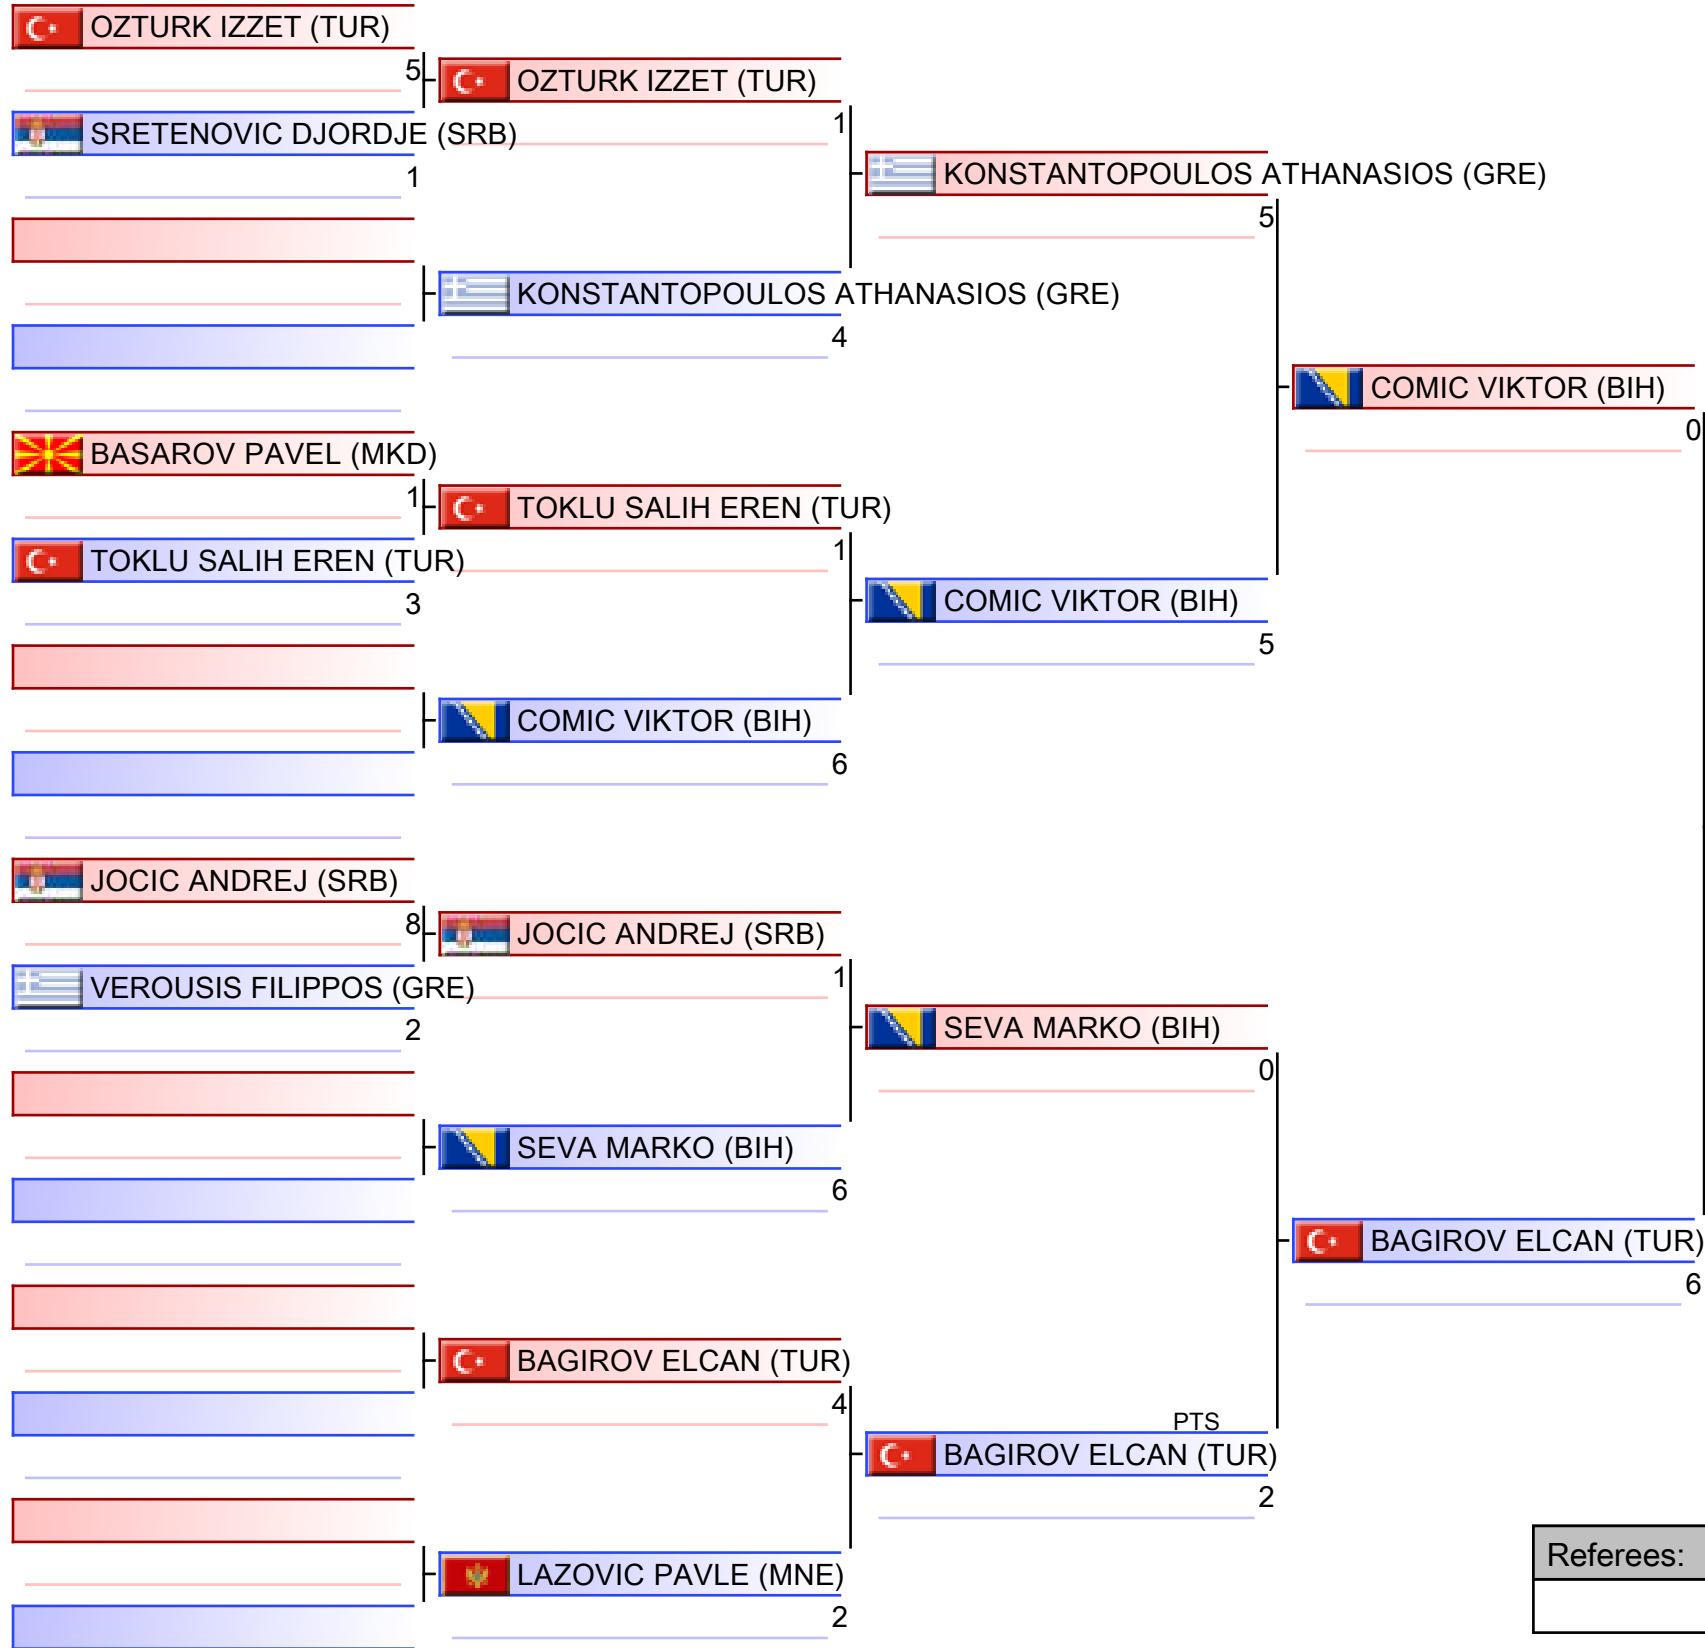 OZTURK IZZET (TUR)
5
OZTURK IZZET (TUR)
1
SRETENOVIC DJORDJE (SRB)
1
KONSTANTOPOULOS ATHANASIOS (GRE)
5
KONSTANTOPOULOS ATHANASIOS (GRE)
4
COMIC VIKTOR (BIH)
0
BASAROV PAVEL (MKD)
1
TOKLU SALIH EREN (TUR)
1
TOKLU SALIH EREN (TUR)
3
COMIC VIKTOR (BIH)
5
COMIC VIKTOR (BIH)
6
JOCIC ANDREJ (SRB)
8
JOCIC ANDREJ (SRB)
1
VEROUSIS FILIPPOS (GRE)
2
SEVA MARKO (BIH)
0
SEVA MARKO (BIH)
6
BAGIROV ELCAN (TUR)
6
BAGIROV ELCAN (TUR)
4
PTS
BAGIROV ELCAN (TUR)
2
LAZOVIC PAVLE (MNE)
2
Referees: